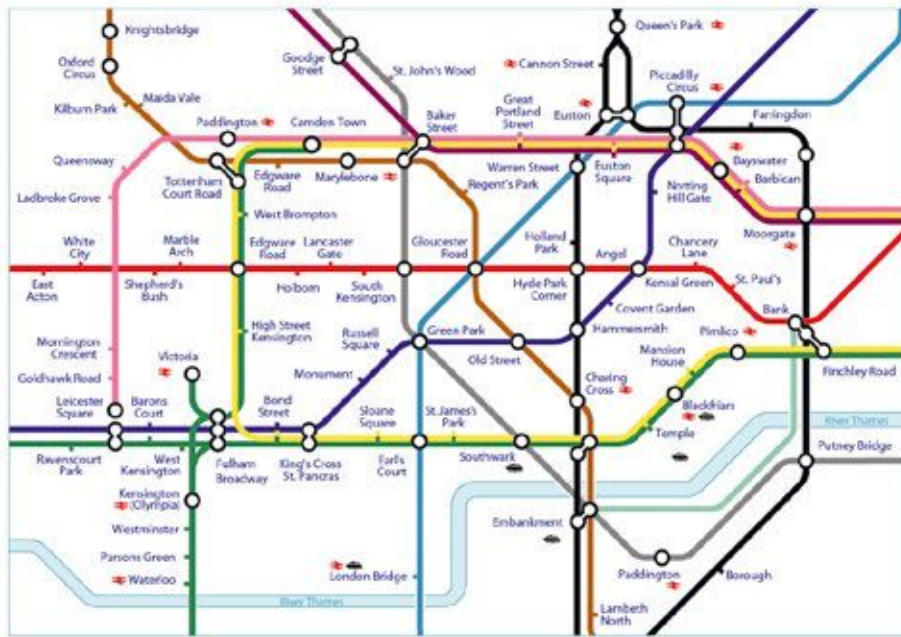 Knightsbridge
Queen's Park
Oxford
Circus
Goodge
Street
Cannon Street
St. John's Wood
Piccadilly
Circus
Kilburn Park
Maida Vale
Paddington
Camden Town
Baker
Street
Great
Portland
Street
Euston
Farringdon
Queensway
Tottenham
Court Road
Edgware
Road
Marylebone
Regent's Park
Warren Street
Euston
Square
Bayswater
Barbican
Ladbroke Grove
Notting
Hill Gate
West Brompton
Moorgate
White
City
Marble
Arch
Edgware
Road
Lancaster
Gate
Gloucester
Road
Holland
Park
Angel
Chancery
Lane
East
Acton
Shepherd's
Bush
Holborn
South
Kensington
Hyde Park
Corner
Kensal Green
St. Paul's
Covent Garden
Bank
Mornington
Crescent
High Street
Kensington
Russell
Square
Green Park
Hammersmith
Pimlico
Victoria
Old Street
Mansion
House
Goldhawk Road
Monument
Charing
Cross
Finchley Road
Leicester
Square
Barons
Court
Bond
Street
Sloane
Square
St. James's
Park
Blackfriars
Temple
River Thames
Ravenscourt
Park
West
Kensington
Fulham
Broadway
King's Cross
St. Pancras
Earl's
Court
Southwark
Putney Bridge
Kensington
(Olympia)
Westminster
Embankment
Parsons Green
Waterloo
London Bridge
Paddington
Borough
River Thames
Lambeth
North